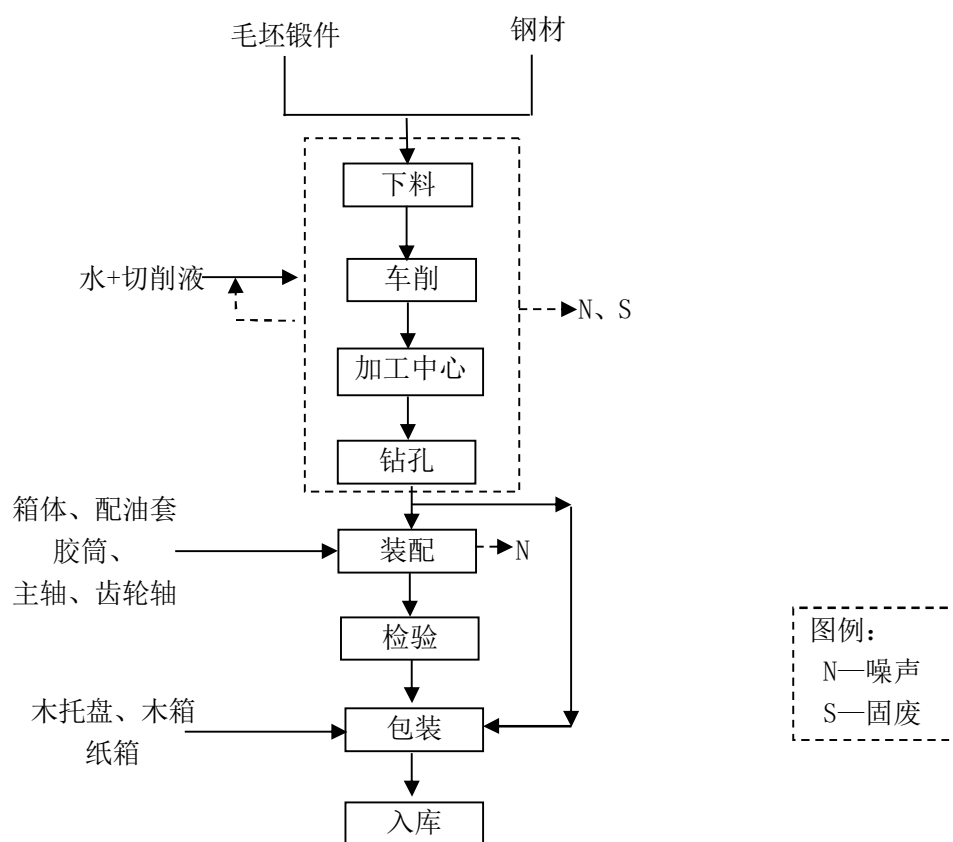 毛坯锻件
钢材
下料
车削
水+切削液
N、S
加工中心
钻孔
箱体、配油套
胶筒、
主轴、齿轮轴
装配
N
检验
图例：
N—噪声
S—固废
木托盘、木箱
纸箱
包装
入库